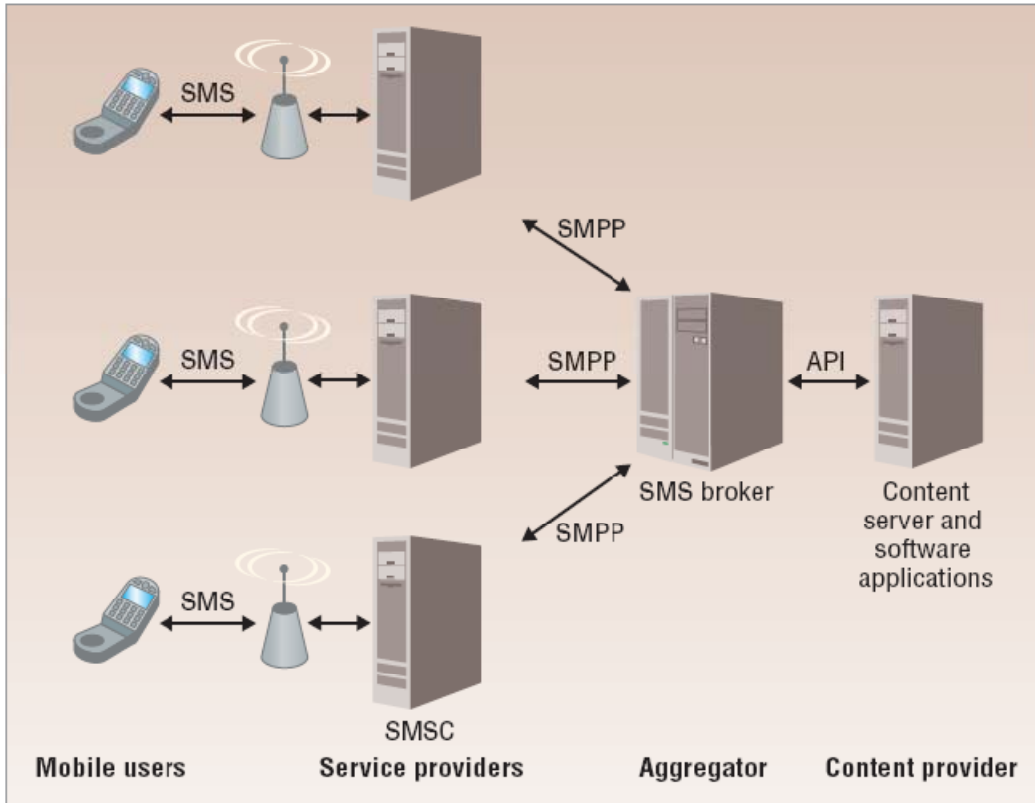 SMS
SMPP
SMS
SMPP
API
SMS broker
Content
server and
software
applications
SMPP
SMS
SMSC
Mobile users
Service providers
Aggregator
Content provider